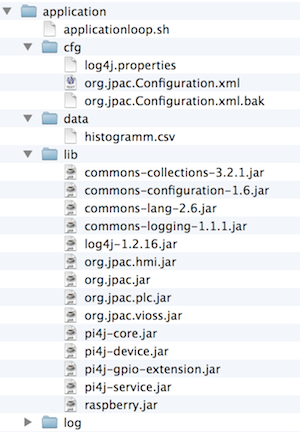 application
applicationloop.sh
cfg
log4j.properties
org.jpac.Configuration.xml
org.jpac.Configuration.xml.bak
data
histogramm.csv
lib
commons-collections-3.2.1.jar
commons-configuration-1.6.jar
commons-lang-2.6.jar
commons-logging-1.1.1.jar
log4j-1.2.16.jar
org.jpac.hmi.jar
org.jpac.jar
org.jpac.plc.jar
org.jpac.vioss.jar
pi4j-core.jar
pi4j-device.jar
pi4j-gpio-extension.jar
pi4j-service.jar
raspberry.jar
log